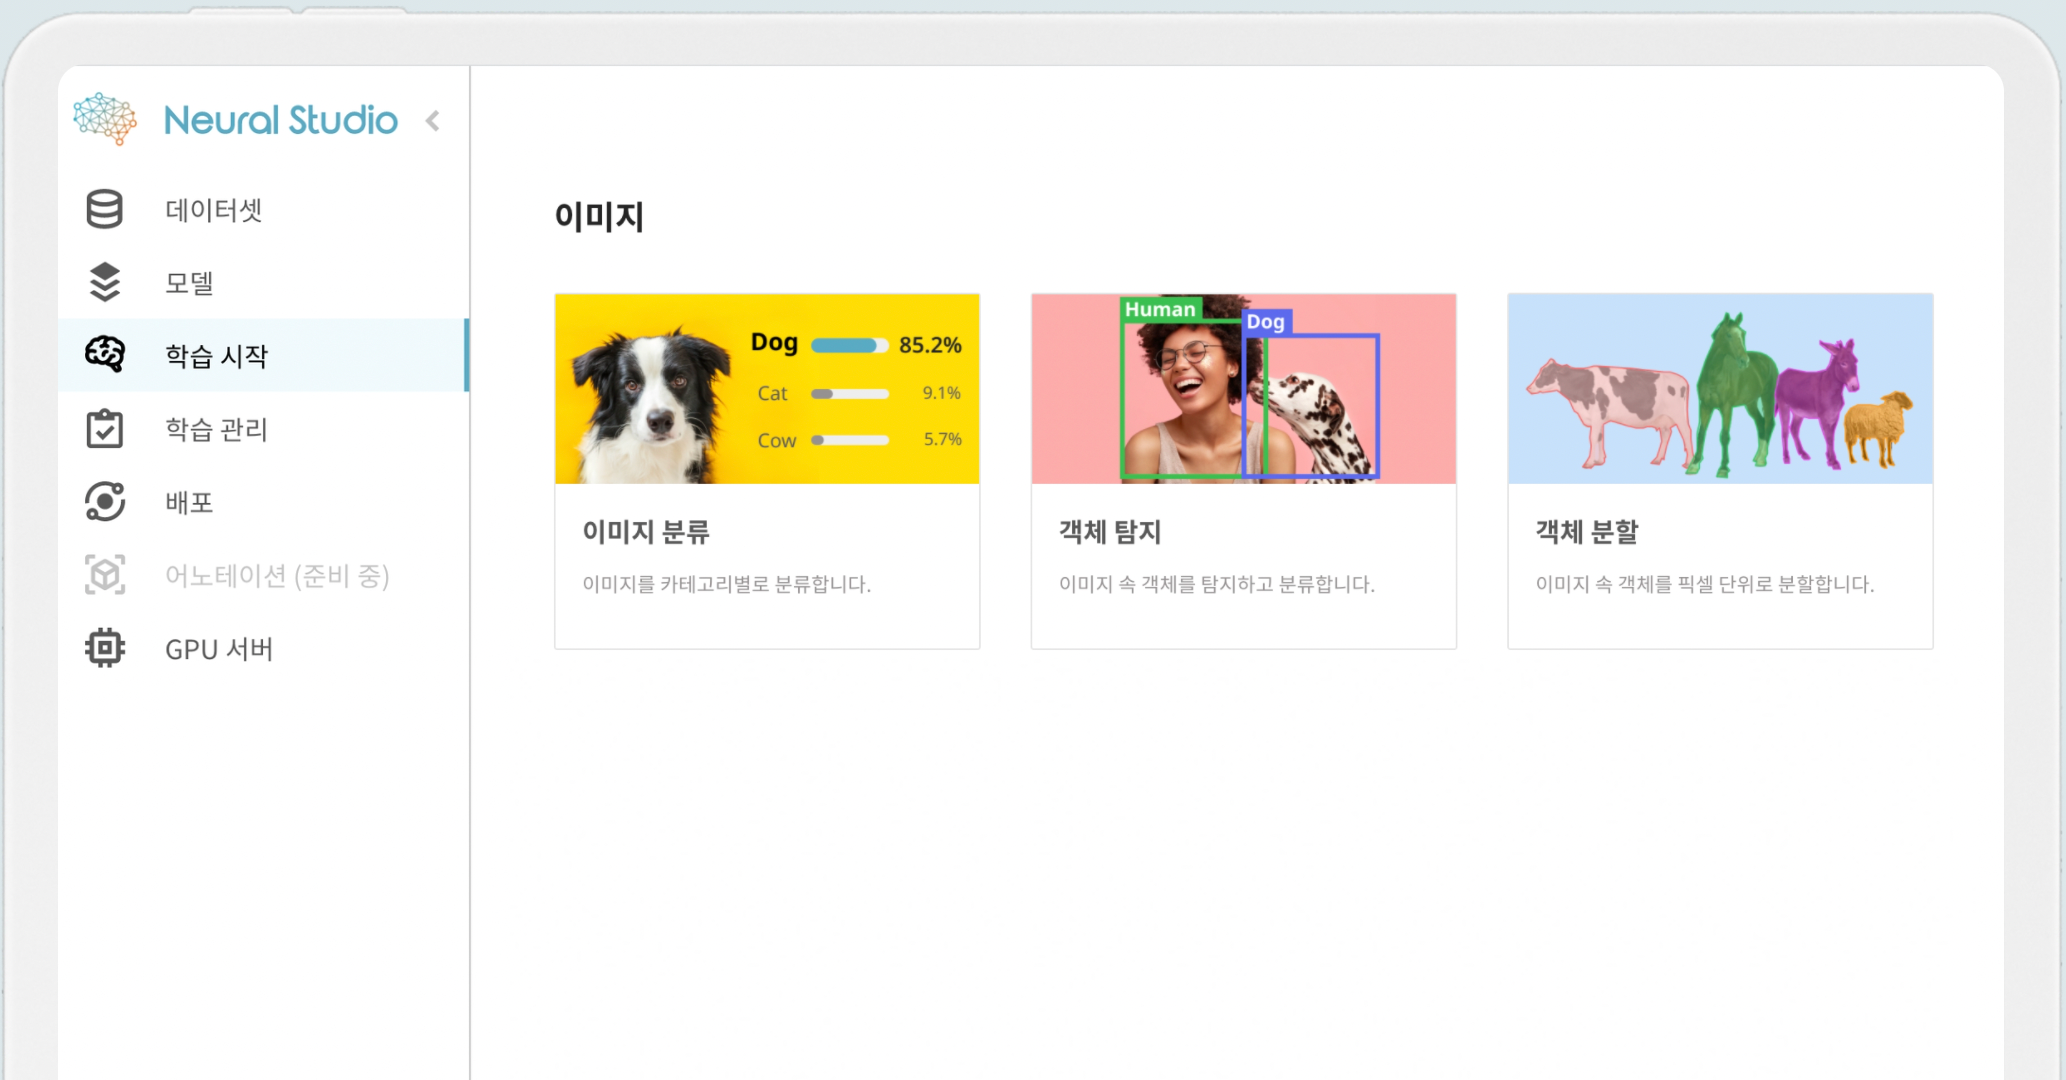 Neural Studio
데이터셋
모델
학습 시작
학습 관리
배포
어노테이션 (준비 중)
GPU 서버
이미지
Dog 85.2%
Cat 9.1%
Cow 5.7%
이미지 분류
이미지를 카테고리별로 분류합니다.
Human
Dog
객체 탐지
이미지 속 객체를 탐지하고 분류합니다.
객체 분할
이미지 속 객체를 픽셀 단위로 분할합니다.